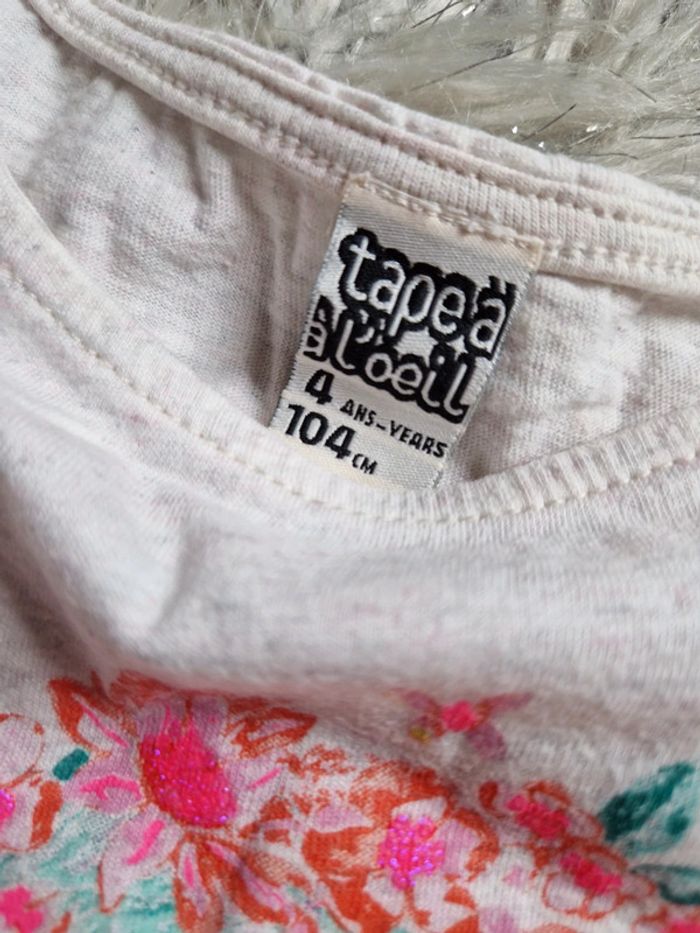 tape à
l'oeil
4 ANS-YEARS
104 CM